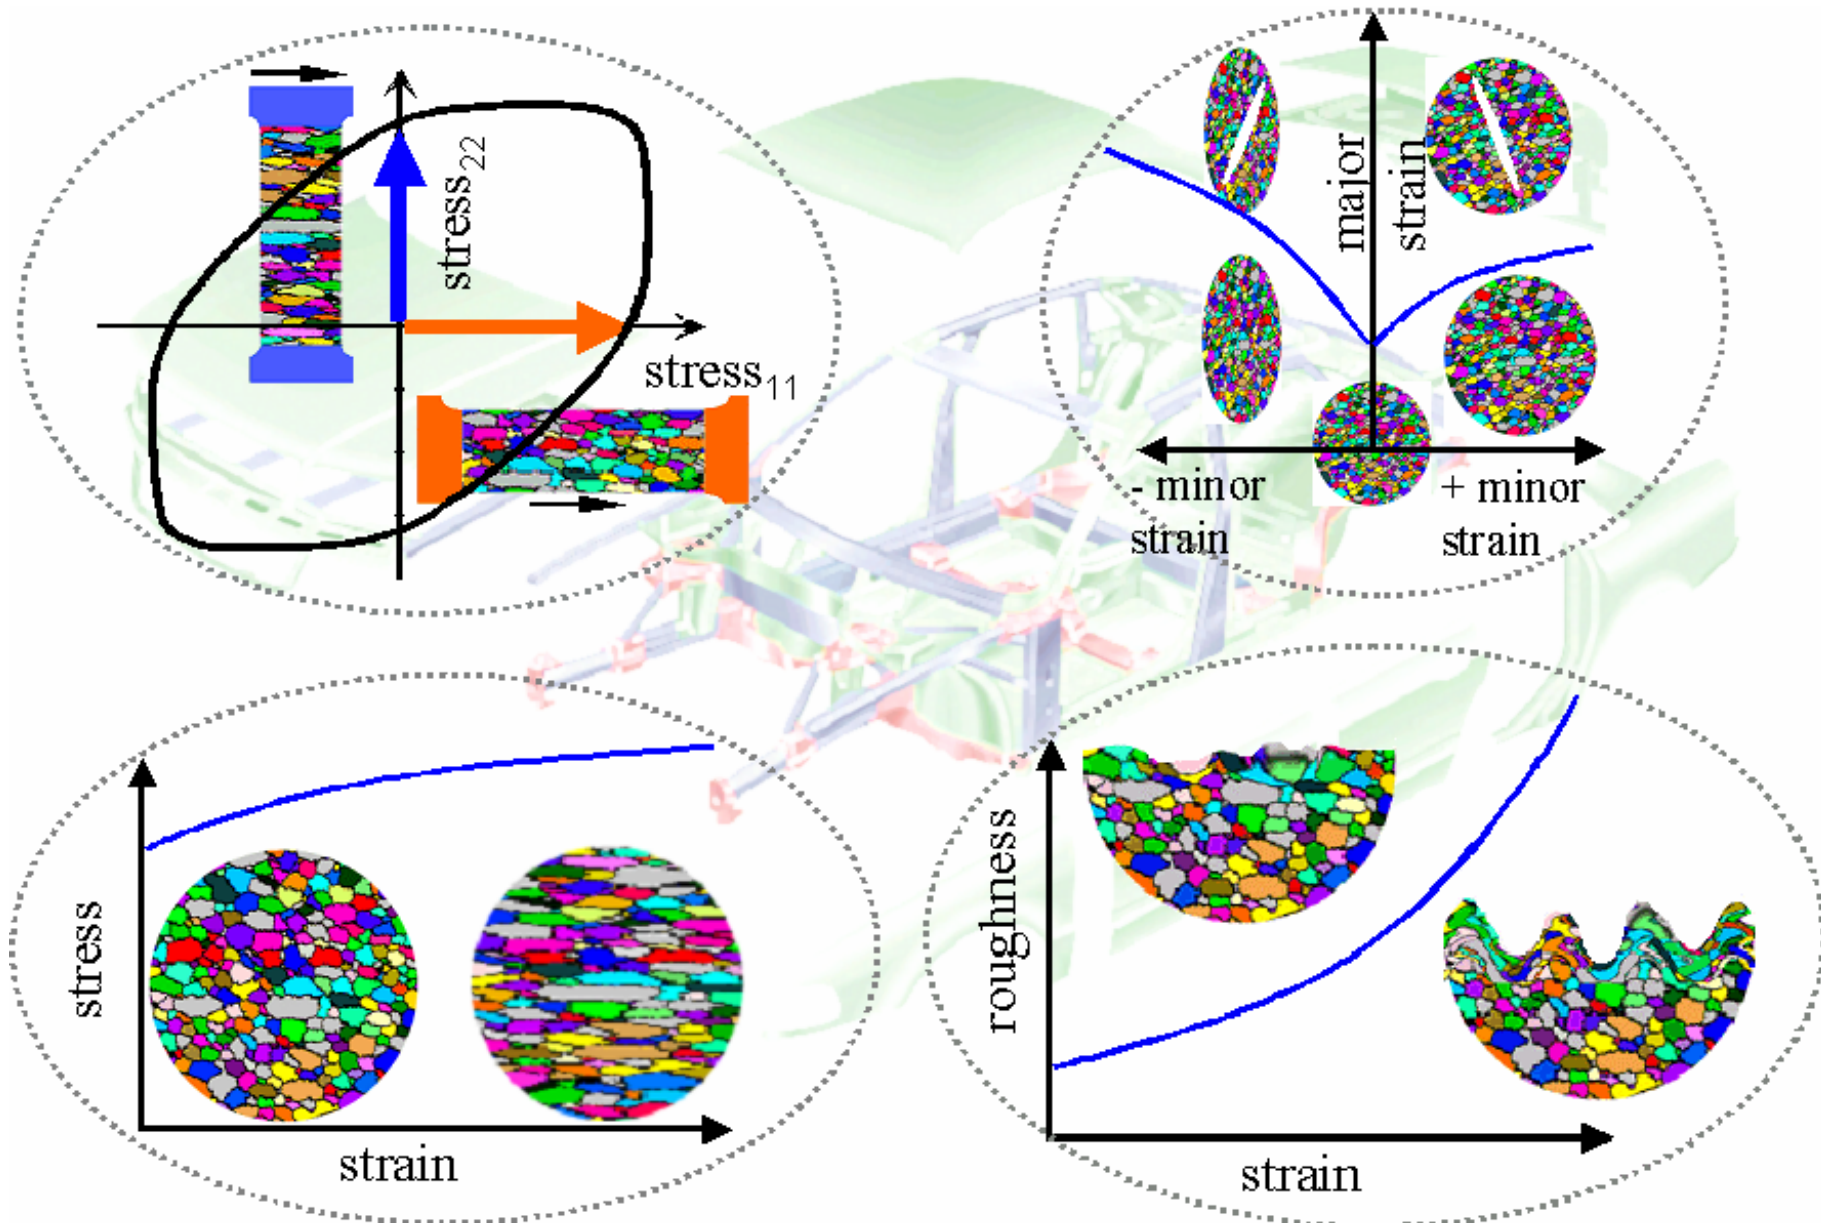 stress22
stress11
major
strain
- minor
strain
+ minor
strain
stress
strain
roughness
strain